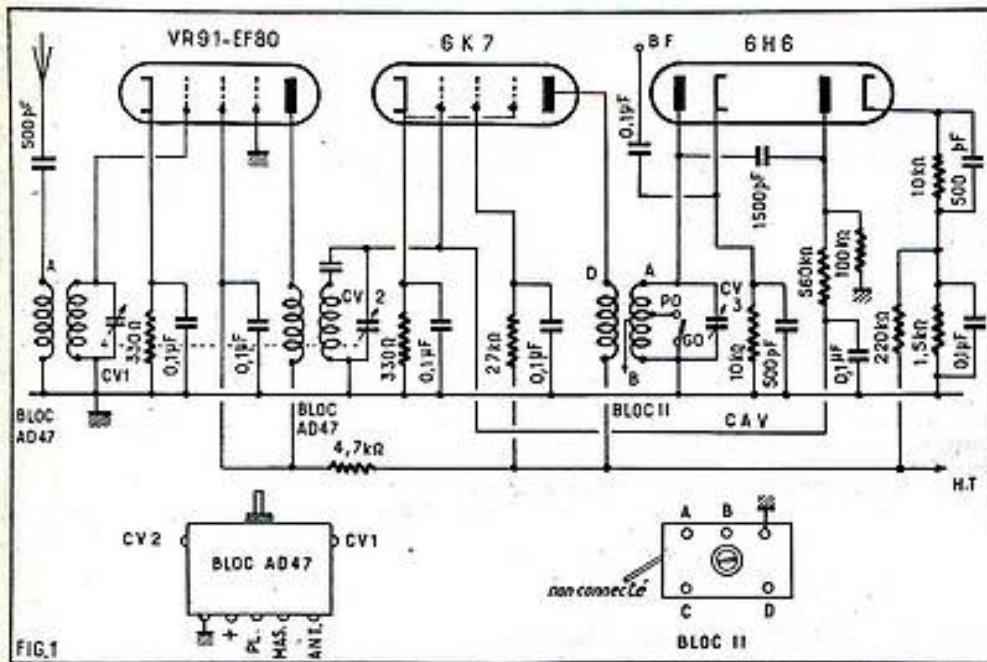 VR91-EF80
6K7
6H6
BF
500pF
0,1µF
1500pF
10kΩ
500 pF
A
CV1
330Ω
0,1µF
0,1µF
CV 2
330Ω
0,1µF
27kΩ
0,1µF
D
A
B
PO
GO
CV 3
10kΩ
500pF
560kΩ
100kΩ
0,1µF
220kΩ
1,5kΩ
0,1µF
BLOC AD47
BLOC AD47
BLOC II
CAV
4,7kΩ
H.T
CV2
CV1
BLOC AD47
+
PL.
MAS.
ANT.
A
B
non connecté
C
D
BLOC II
FIG.1